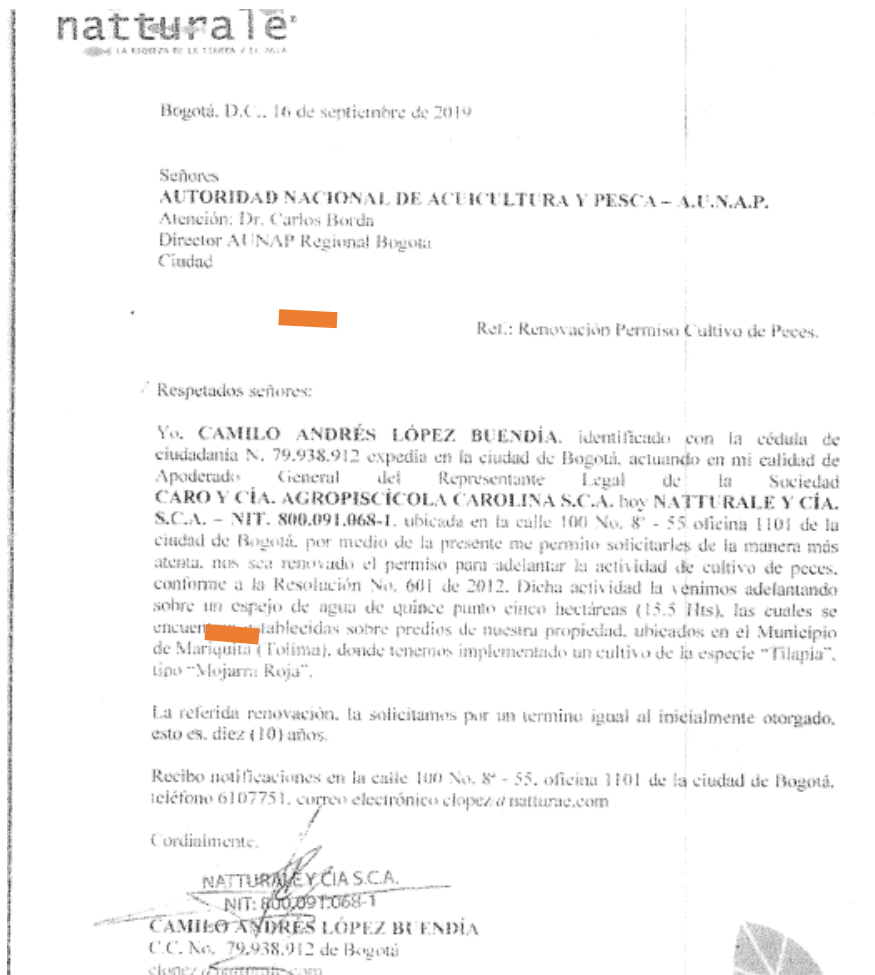 natturale
LA RIQUEZA DE LA TIERRA Y EL AGUA
Bogotá, D.C., 16 de septiembre de 2019
Señores
AUTORIDAD NACIONAL DE ACUICULTURA Y PESCA – A.U.N.A.P.
Atención: Dr. Carlos Borda
Director AUNAP Regional Bogotá
Ciudad
Ref.: Renovación Permiso Cultivo de Peces.
Respetados señores:
Yo, CAMILO ANDRÉS LÓPEZ BUENDÍA, identificado con la cédula de
ciudadanía N. 79.938.912 expedia en la ciudad de Bogotá, actuando en mi calidad de
Apoderado General del Representante Legal de la Sociedad
CARO Y CÍA. AGROPISCÍCOLA CAROLINA S.C.A. hoy NATTURALE Y CÍA.
S.C.A. – NIT. 800.091.068-1, ubicada en la calle 100 No. 8ª - 55 oficina 1101 de la
ciudad de Bogotá, por medio de la presente me permito solicitarles de la manera más
atenta, nos sea renovado el permiso para adelantar la actividad de cultivo de peces,
conforme a la Resolución No. 601 de 2012. Dicha actividad la venimos adelantando
sobre un espejo de agua de quince punto cinco hectáreas (15.5 Hts), las cuales se
encuentran establecidas sobre predios de nuestra propiedad, ubicados en el Municipio
de Mariquita (Tolima), donde tenemos implementado un cultivo de la especie “Tilapia”,
tipo “Mojarra Roja”.
La referida renovación, la solicitamos por un termino igual al inicialmente otorgado,
esto es, diez (10) años.
Recibo notificaciones en la calle 100 No. 8ª - 55, oficina 1101 de la ciudad de Bogotá,
teléfono 6107751, correo electrónico clopez@natturae.com
Cordialmente,
NATTURALE Y CIA S.C.A.
NIT: 800.091.068-1
CAMILO ANDRÉS LÓPEZ BUENDÍA
C.C. No. 79.938.912 de Bogotá